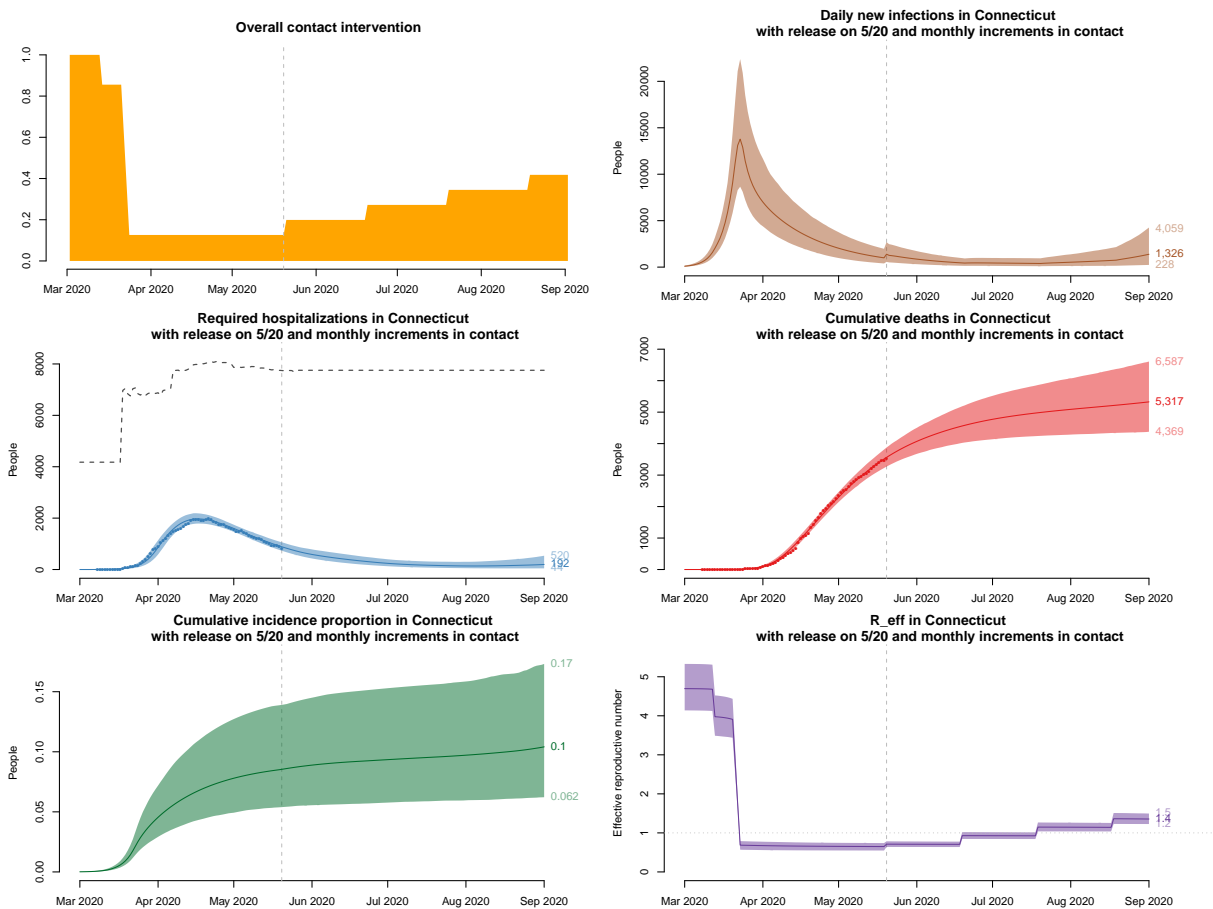 Overall contact intervention
1.0
0.8
0.6
0.4
0.2
0.0
Mar 2020 Apr 2020 May 2020 Jun 2020 Jul 2020 Aug 2020 Sep 2020
Daily new infections in Connecticut
with release on 5/20 and monthly increments in contact
People
20000
15000
10000
5000
0
4,059
1,326
228
Mar 2020 Apr 2020 May 2020 Jun 2020 Jul 2020 Aug 2020 Sep 2020
Required hospitalizations in Connecticut
with release on 5/20 and monthly increments in contact
People
8000
6000
4000
2000
0
520
192
44
Mar 2020 Apr 2020 May 2020 Jun 2020 Jul 2020 Aug 2020 Sep 2020
Cumulative deaths in Connecticut
with release on 5/20 and monthly increments in contact
People
7000
5000
3000
1000
0
6,587
5,317
4,369
Mar 2020 Apr 2020 May 2020 Jun 2020 Jul 2020 Aug 2020 Sep 2020
Cumulative incidence proportion in Connecticut
with release on 5/20 and monthly increments in contact
People
0.15
0.10
0.05
0.00
0.17
0.1
0.062
Mar 2020 Apr 2020 May 2020 Jun 2020 Jul 2020 Aug 2020 Sep 2020
R_eff in Connecticut
with release on 5/20 and monthly increments in contact
Effective reproductive number
5
4
3
2
1
0
1.5
1.4
1.2
Mar 2020 Apr 2020 May 2020 Jun 2020 Jul 2020 Aug 2020 Sep 2020